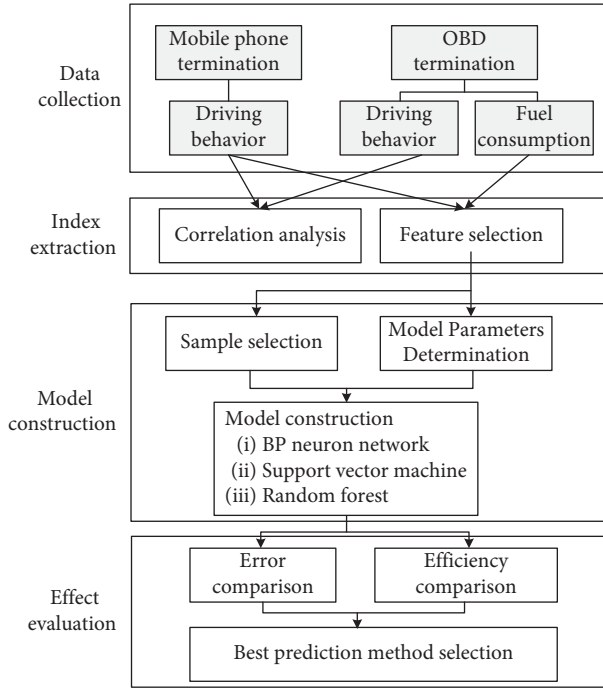 Data
collection
Mobile phone
termination
OBD
termination
Driving
behavior
Driving
behavior
Fuel
consumption
Index
extraction
Correlation analysis
Feature selection
Model
construction
Sample selection
Model Parameters
Determination
Model construction
(i) BP neuron network
(ii) Support vector machine
(iii) Random forest
Effect
evaluation
Error
comparison
Efficiency
comparison
Best prediction method selection